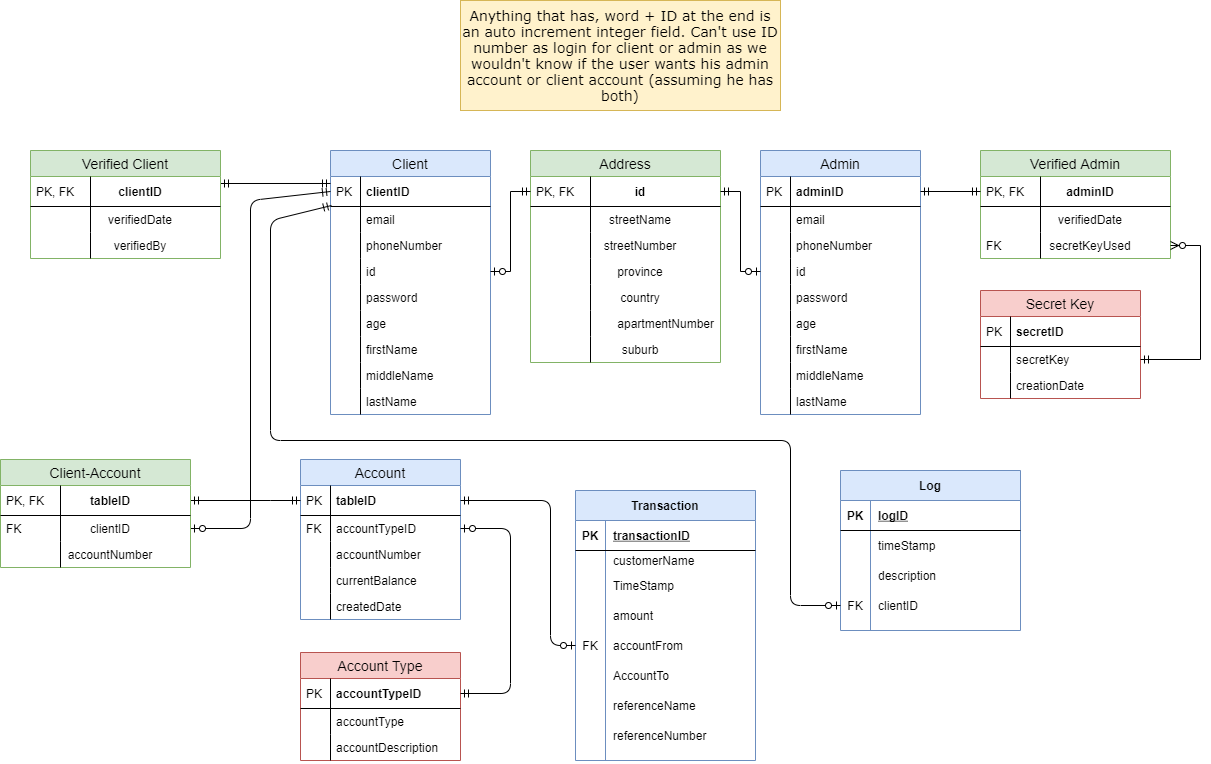 Anything that has, word + ID at the end is
an auto increment integer field. Can't use ID
number as login for client or admin as we
wouldn't know if the user wants his admin
account or client account (assuming he has
both)
Verified Client
PK, FK clientID
verifiedDate
verifiedBy
Client
PK clientID
email
phoneNumber
id
password
age
firstName
middleName
lastName
Address
PK, FK id
streetName
streetNumber
province
country
apartmentNumber
suburb
Admin
PK adminID
email
phoneNumber
id
password
age
firstName
middleName
lastName
Verified Admin
PK, FK adminID
verifiedDate
FK secretKeyUsed
Secret Key
PK secretID
secretKey
creationDate
Client-Account
PK, FK tableID
FK clientID
accountNumber
Account
PK tableID
FK accountTypeID
accountNumber
currentBalance
createdDate
Account Type
PK accountTypeID
accountType
accountDescription
Transaction
PK transactionID
customerName
TimeStamp
amount
FK accountFrom
AccountTo
referenceName
referenceNumber
Log
PK logID
timeStamp
description
FK clientID